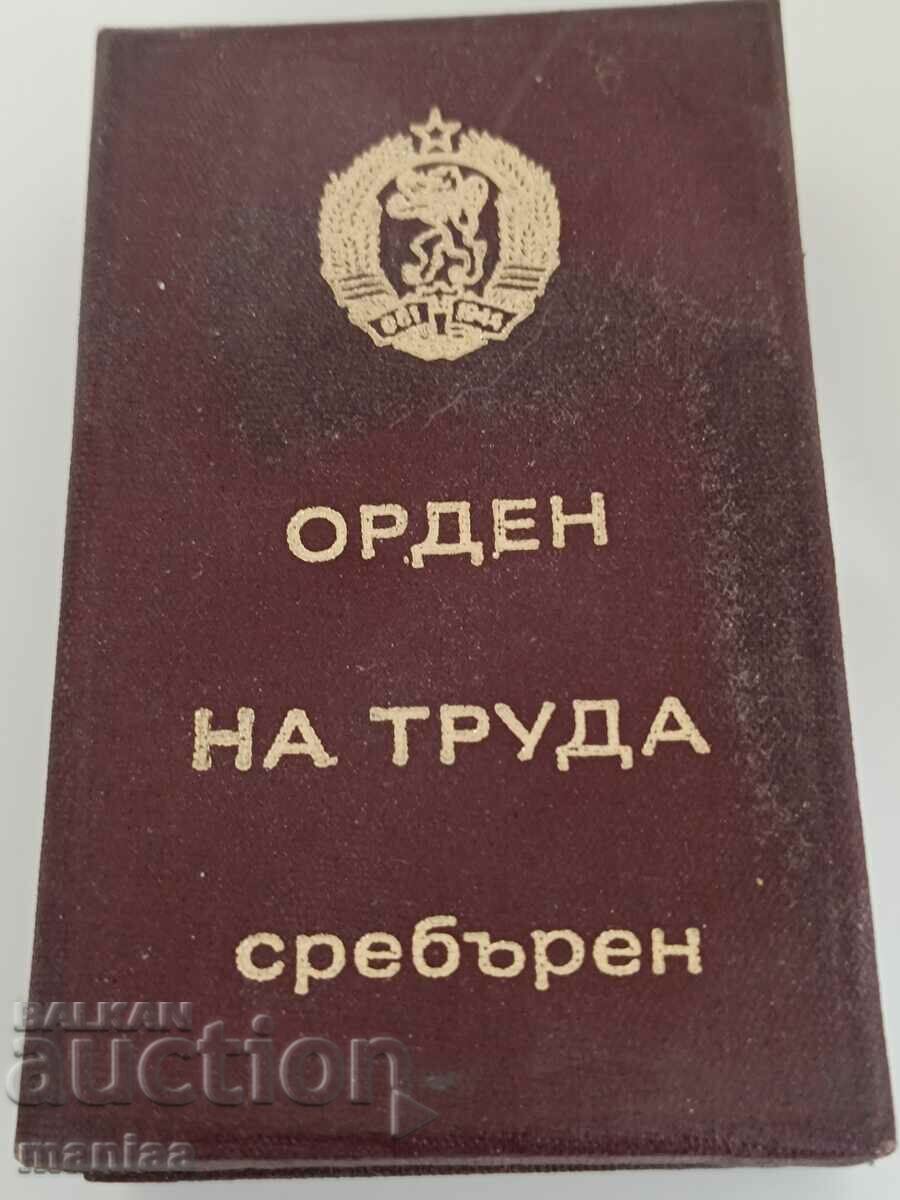 681 1944
ОРДЕН
НА ТРУДА
сребърен
BALKAN
auction
maniaa